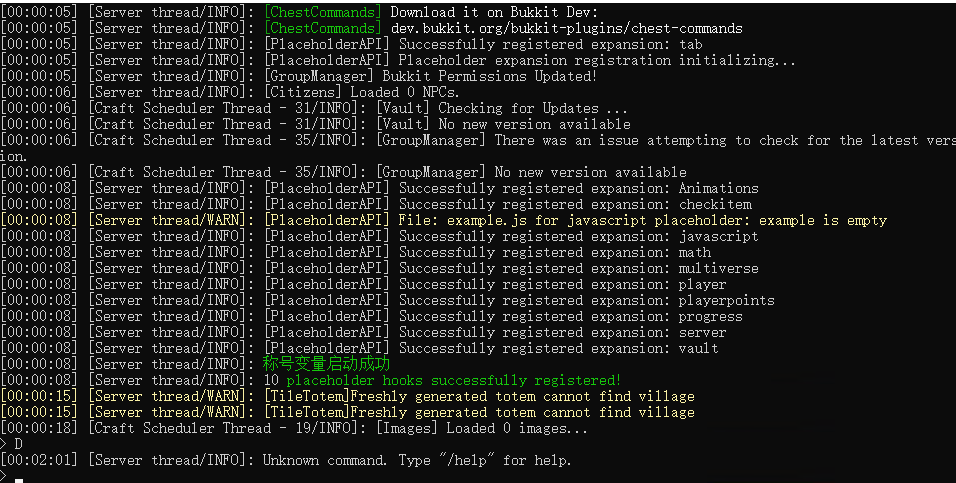 [00:00:05] [Server thread/INFO]: [ChestCommands] Download it on Bukkit Dev:
[00:00:05] [Server thread/INFO]: [ChestCommands] dev.bukkit.org/bukkit-plugins/chest-commands
[00:00:05] [Server thread/INFO]: [PlaceholderAPI] Successfully registered expansion: tab
[00:00:05] [Server thread/INFO]: [PlaceholderAPI] Placeholder expansion registration initializing...
[00:00:05] [Server thread/INFO]: [GroupManager] Bukkit Permissions Updated!
[00:00:06] [Server thread/INFO]: [Citizens] Loaded 0 NPCs.
[00:00:06] [Craft Scheduler Thread - 31/INFO]: [Vault] Checking for Updates ...
[00:00:06] [Craft Scheduler Thread - 31/INFO]: [Vault] No new version available
[00:00:06] [Craft Scheduler Thread - 35/INFO]: [GroupManager] There was an issue attempting to check for the latest vers
ion.
[00:00:06] [Craft Scheduler Thread - 35/INFO]: [GroupManager] No new version available
[00:00:08] [Server thread/INFO]: [PlaceholderAPI] Successfully registered expansion: Animations
[00:00:08] [Server thread/INFO]: [PlaceholderAPI] Successfully registered expansion: checkitem
[00:00:08] [Server thread/WARN]: [PlaceholderAPI] File: example.js for javascript placeholder: example is empty
[00:00:08] [Server thread/INFO]: [PlaceholderAPI] Successfully registered expansion: javascript
[00:00:08] [Server thread/INFO]: [PlaceholderAPI] Successfully registered expansion: math
[00:00:08] [Server thread/INFO]: [PlaceholderAPI] Successfully registered expansion: multiverse
[00:00:08] [Server thread/INFO]: [PlaceholderAPI] Successfully registered expansion: player
[00:00:08] [Server thread/INFO]: [PlaceholderAPI] Successfully registered expansion: playerpoints
[00:00:08] [Server thread/INFO]: [PlaceholderAPI] Successfully registered expansion: progress
[00:00:08] [Server thread/INFO]: [PlaceholderAPI] Successfully registered expansion: server
[00:00:08] [Server thread/INFO]: [PlaceholderAPI] Successfully registered expansion: vault
[00:00:08] [Server thread/INFO]: 称号变量启动成功
[00:00:08] [Server thread/INFO]: 10 placeholder hooks successfully registered!
[00:00:15] [Server thread/WARN]: [TileTotem]Freshly generated totem cannot find village
[00:00:15] [Server thread/WARN]: [TileTotem]Freshly generated totem cannot find village
[00:00:18] [Craft Scheduler Thread - 19/INFO]: [Images] Loaded 0 images...
> D
[00:02:01] [Server thread/INFO]: Unknown command. Type "/help" for help.
>